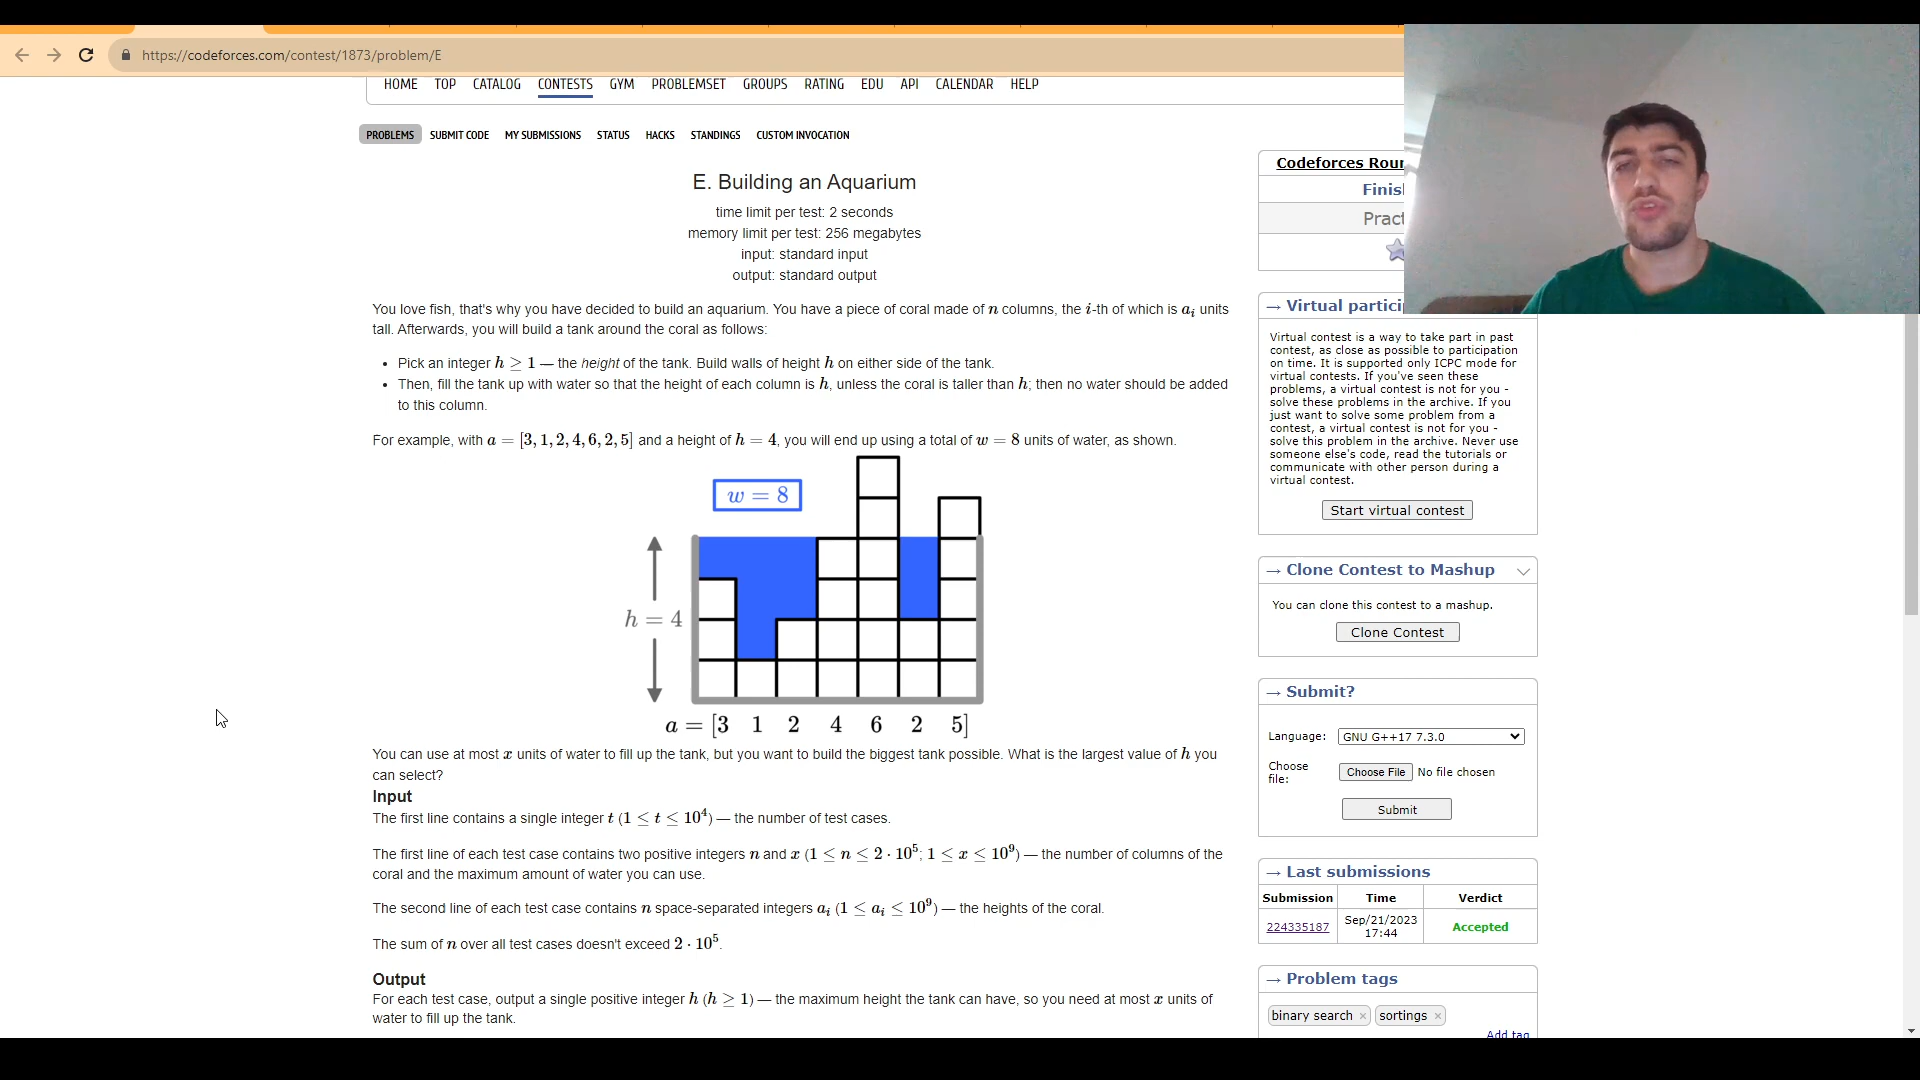 https://codeforces.com/contest/1873/problem/E
HOME TOP CATALOG CONTESTS GYM PROBLEMSET GROUPS RATING EDU API CALENDAR HELP
PROBLEMS SUBMIT CODE MY SUBMISSIONS STATUS HACKS STANDINGS CUSTOM INVOCATION
E. Building an Aquarium
time limit per test: 2 seconds
memory limit per test: 256 megabytes
input: standard input
output: standard output
You love fish, that's why you have decided to build an aquarium. You have a piece of coral made of n columns, the i-th of which is aᵢ units
tall. Afterwards, you will build a tank around the coral as follows:
• Pick an integer h ≥ 1 — the height of the tank. Build walls of height h on either side of the tank.
• Then, fill the tank up with water so that the height of each column is h, unless the coral is taller than h; then no water should be added
to this column.
For example, with a = [3, 1, 2, 4, 6, 2, 5] and a height of h = 4, you will end up using a total of w = 8 units of water, as shown.
w = 8
h = 4
a = [3 1 2 4 6 2 5]
You can use at most x units of water to fill up the tank, but you want to build the biggest tank possible. What is the largest value of h you
can select?
Input
The first line contains a single integer t (1 ≤ t ≤ 10⁴) — the number of test cases.
The first line of each test case contains two positive integers n and x (1 ≤ n ≤ 2 · 10⁵; 1 ≤ x ≤ 10⁹) — the number of columns of the
coral and the maximum amount of water you can use.
The second line of each test case contains n space-separated integers aᵢ (1 ≤ aᵢ ≤ 10⁹) — the heights of the coral.
The sum of n over all test cases doesn't exceed 2 · 10⁵.
Output
For each test case, output a single positive integer h (h ≥ 1) — the maximum height the tank can have, so you need at most x units of
water to fill up the tank.
Codeforces Rour
Finish
Pract
→ Virtual partici
Virtual contest is a way to take part in past
contest, as close as possible to participation
on time. It is supported only ICPC mode for
virtual contests. If you've seen these
problems, a virtual contest is not for you -
solve these problems in the archive. If you
just want to solve some problem from a
contest, a virtual contest is not for you -
solve this problem in the archive. Never use
someone else's code, read the tutorials or
communicate with other person during a
virtual contest.
Start virtual contest
→ Clone Contest to Mashup
You can clone this contest to a mashup.
Clone Contest
→ Submit?
Language: GNU G++17 7.3.0
Choose
file: Choose File No file chosen
Submit
→ Last submissions
Submission Time Verdict
224335187 Sep/21/2023
17:44 Accepted
→ Problem tags
binary search × sortings ×
Add tag